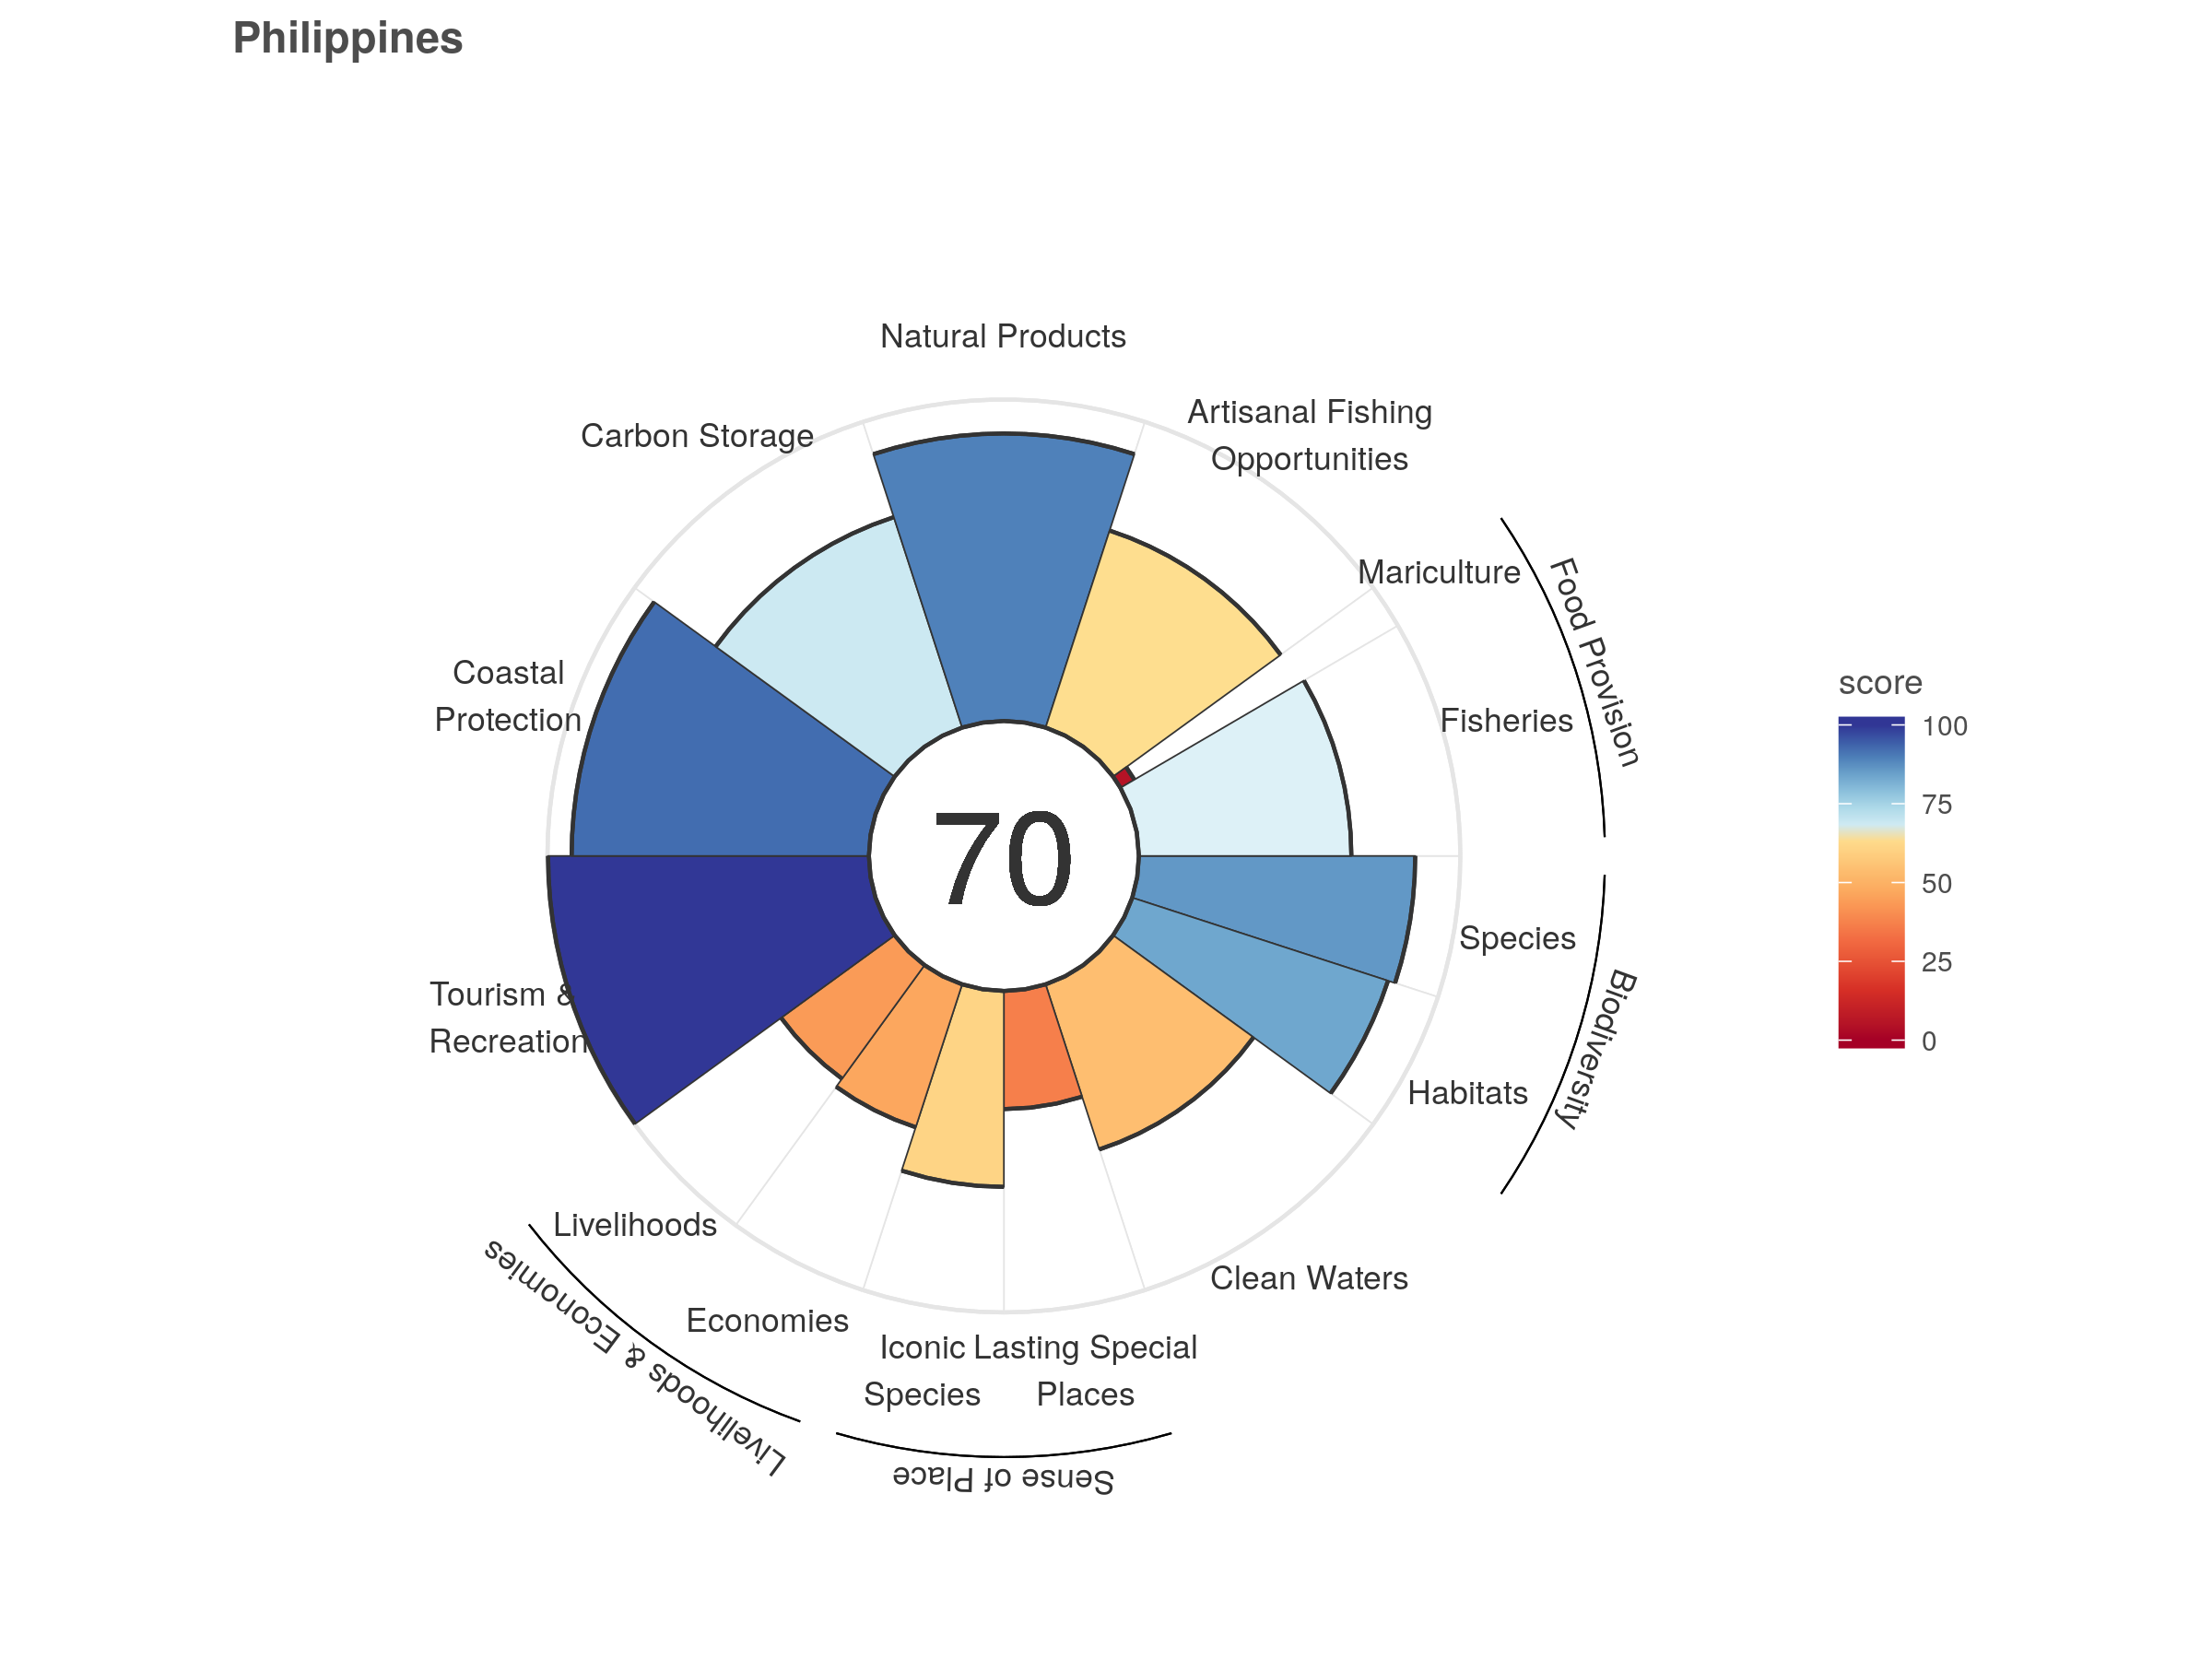 Philippines
Natural Products
Artisanal Fishing
Opportunities
Carbon Storage
Mariculture
Food Provision
Fisheries
Coastal
Protection
70
Species
Biodiversity
Habitats
Tourism &
Recreation
Livelihoods
Economies
Livelihoods & Economies
Iconic
Species
Lasting Special
Places
Sense of Place
Clean Waters
score
100
75
50
25
0